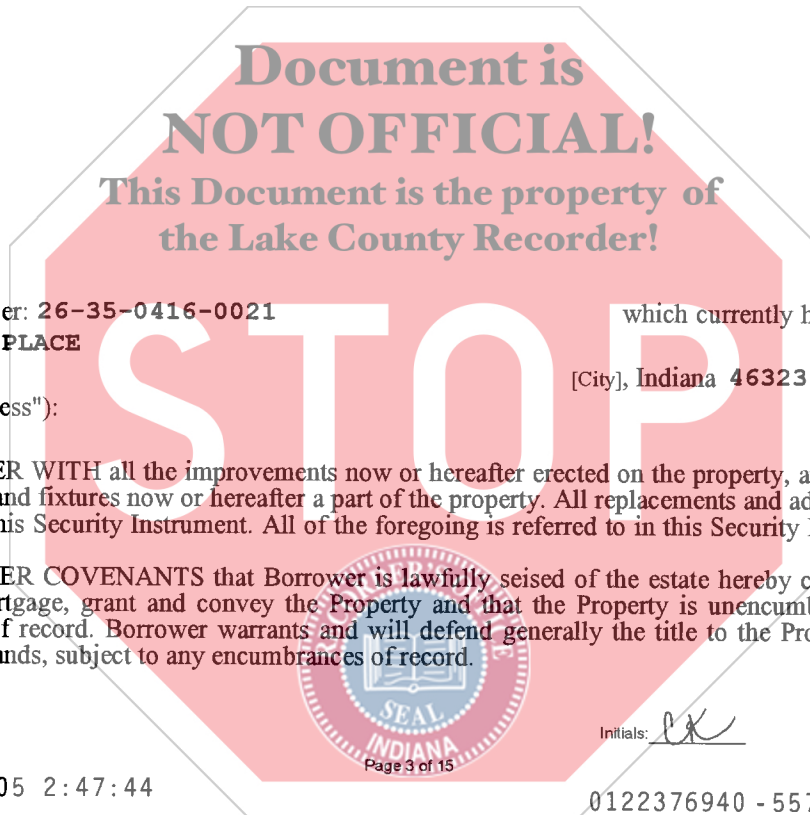 Document is
NOT OFFICIAL!
This Document is the property of
the Lake County Recorder!
er: 26-35-0416-0021 which currently h
PLACE
[City], Indiana 46323
ess"):
STOP
ER WITH all the improvements now or hereafter erected on the property, a
and fixtures now or hereafter a part of the property. All replacements and ad
his Security Instrument. All of the foregoing is referred to in this Security
ER COVENANTS that Borrower is lawfully seised of the estate hereby c
rtgage, grant and convey the Property and that the Property is unencumb
f record. Borrower warrants and will defend generally the title to the Pro
ands, subject to any encumbrances of record.
SEAL
INDIANA
Initials: CK
Page 3 of 15
05 2:47:44
0122376940 - 557